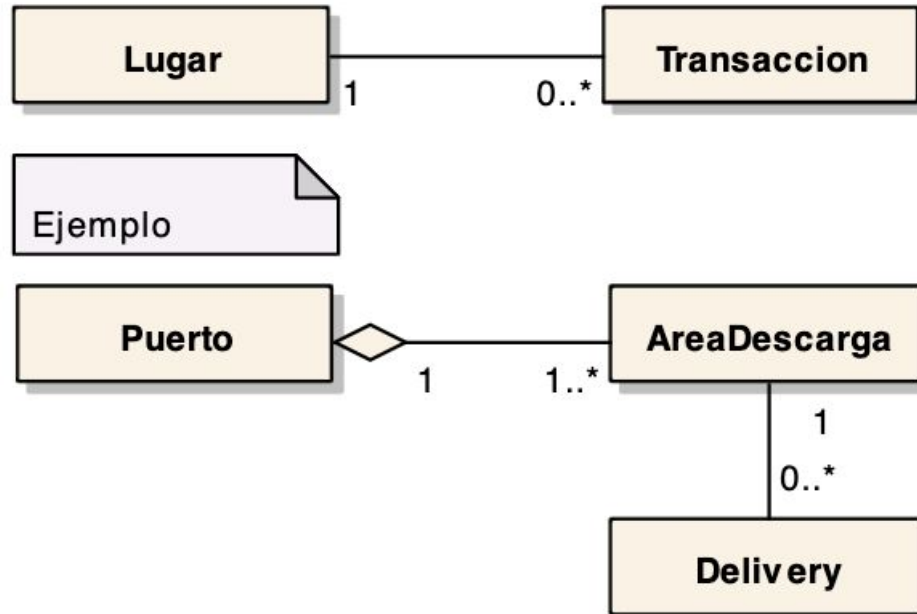 Lugar
Transaccion
1
0..*
Ejemplo
Puerto
AreaDescarga
1
1..*
1
0..*
Delivery